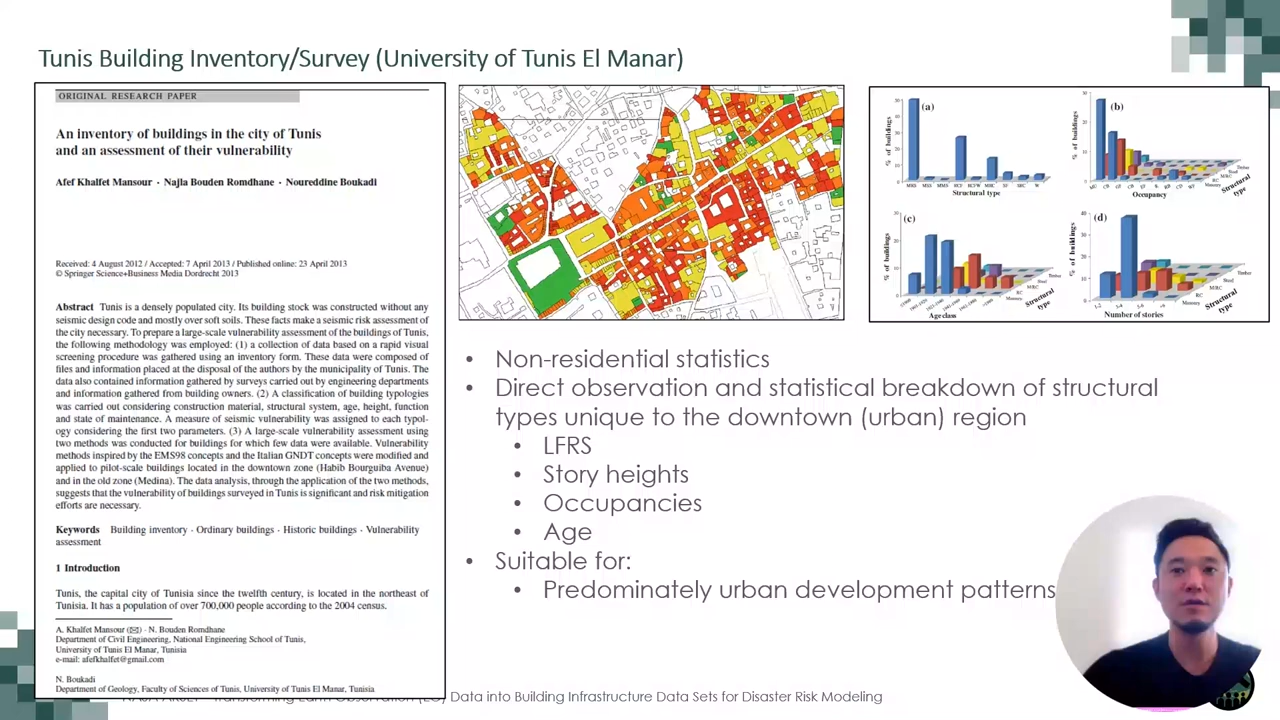 Tunis Building Inventory/Survey (University of Tunis El Manar)
ORIGINAL RESEARCH PAPER
An inventory of buildings in the city of Tunis
and an assessment of their vulnerability
Afef Khalfet Mansour · Najla Bouden Romdhane · Noureddine Boukadi
Received: 4 August 2012 / Accepted: 7 April 2013 / Published online: 23 April 2013
© Springer Science+Business Media Dordrecht 2013
Abstract Tunis is a densely populated city. Its building stock was constructed without any
seismic design code and mostly over soft soils. These facts make a seismic risk assessment of
the city necessary. To prepare a large-scale vulnerability assessment of the buildings of Tunis,
the following methodology was employed: (1) a collection of data based on a rapid visual
screening procedure was gathered using an inventory form. These data were composed of
files and information placed at the disposal of the authors by the municipality of Tunis. The
data also contained information gathered by surveys carried out by engineering departments
and information gathered from building owners. (2) A classification of building typologies
was carried out considering construction material, structural system, age, height, function
and state of maintenance. A measure of seismic vulnerability was assigned to each typol-
ogy considering the first two parameters. (3) A large-scale vulnerability assessment using
two methods was conducted for buildings for which few data were available. Vulnerability
methods inspired by the EMS98 concepts and the Italian GNDT concepts were modified and
applied to pilot-scale buildings located in the downtown zone (Habib Bourguiba Avenue)
and in the old zone (Medina). The data analysis, through the application of the two methods,
suggests that the vulnerability of buildings surveyed in Tunis is significant and risk mitigation
efforts are necessary.
Keywords Building inventory · Ordinary buildings · Historic buildings · Vulnerability
assessment
1 Introduction
Tunis, the capital city of Tunisia since the twelfth century, is located in the northeast of
Tunisia. It has a population of over 700,000 people according to the 2004 census.
A. Khalfet Mansour (✉) · N. Bouden Romdhane
Department of Civil Engineering, National Engineering School of Tunis,
University of Tunis El Manar, Tunisia
e-mail: afefkhalfet@gmail.com
N. Boukadi
Department of Geology, Faculty of Sciences of Tunis, University of Tunis El Manar, Tunisia
(a)
% of buildings
Structural type
(b)
% of buildings
Occupancy
Structural type
(c)
% of buildings
Age class
Structural type
(d)
% of buildings
Number of stories
Structural type
• Non-residential statistics
• Direct observation and statistical breakdown of structural
types unique to the downtown (urban) region
• LFRS
• Story heights
• Occupancies
• Age
• Suitable for:
• Predominately urban development patterns
Data into Building Infrastructure Data Sets for Disaster Risk Modeling